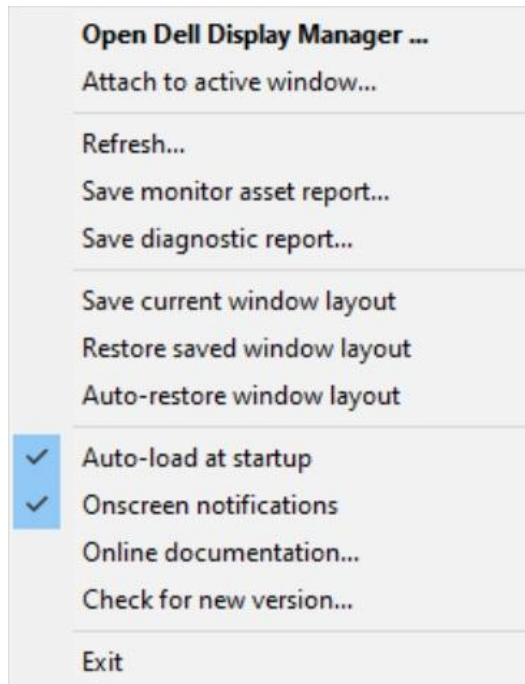 Open Dell Display Manager ...
Attach to active window...
Refresh...
Save monitor asset report...
Save diagnostic report...
Save current window layout
Restore saved window layout
Auto-restore window layout
Auto-load at startup
Onscreen notifications
Online documentation...
Check for new version...
Exit